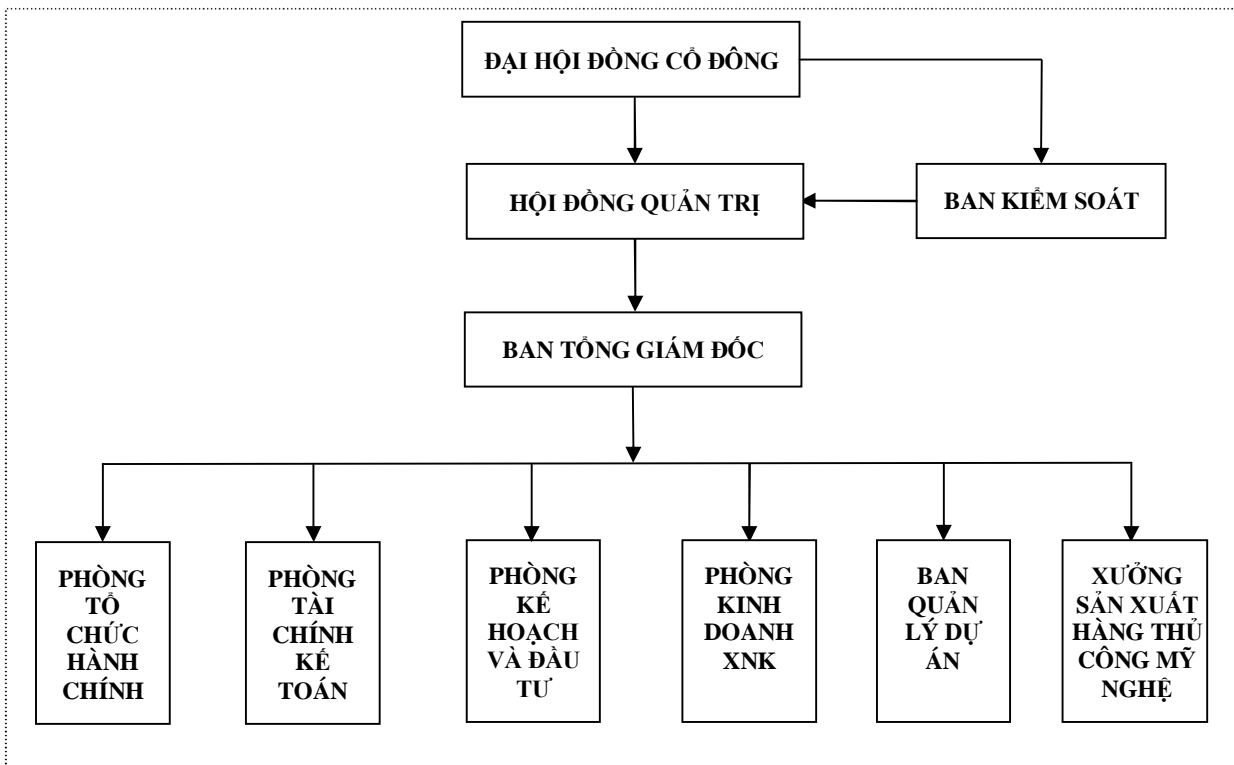 ĐẠI HỘI ĐỒNG CỔ ĐÔNG
HỘI ĐỒNG QUẢN TRỊ
BAN KIỂM SOÁT
BAN TỔNG GIÁM ĐỐC
PHÒNG
TỔ
CHỨC
HÀNH
CHÍNH
PHÒNG
TÀI
CHÍNH
KẾ
TOÁN
PHÒNG
KẾ
HOẠCH
VÀ ĐẦU
TƯ
PHÒNG
KINH
DOANH
XNK
BAN
QUẢN
LÝ DỰ
ÁN
XƯỞNG
SẢN XUẤT
HÀNG THỦ
CÔNG MỸ
NGHỆ